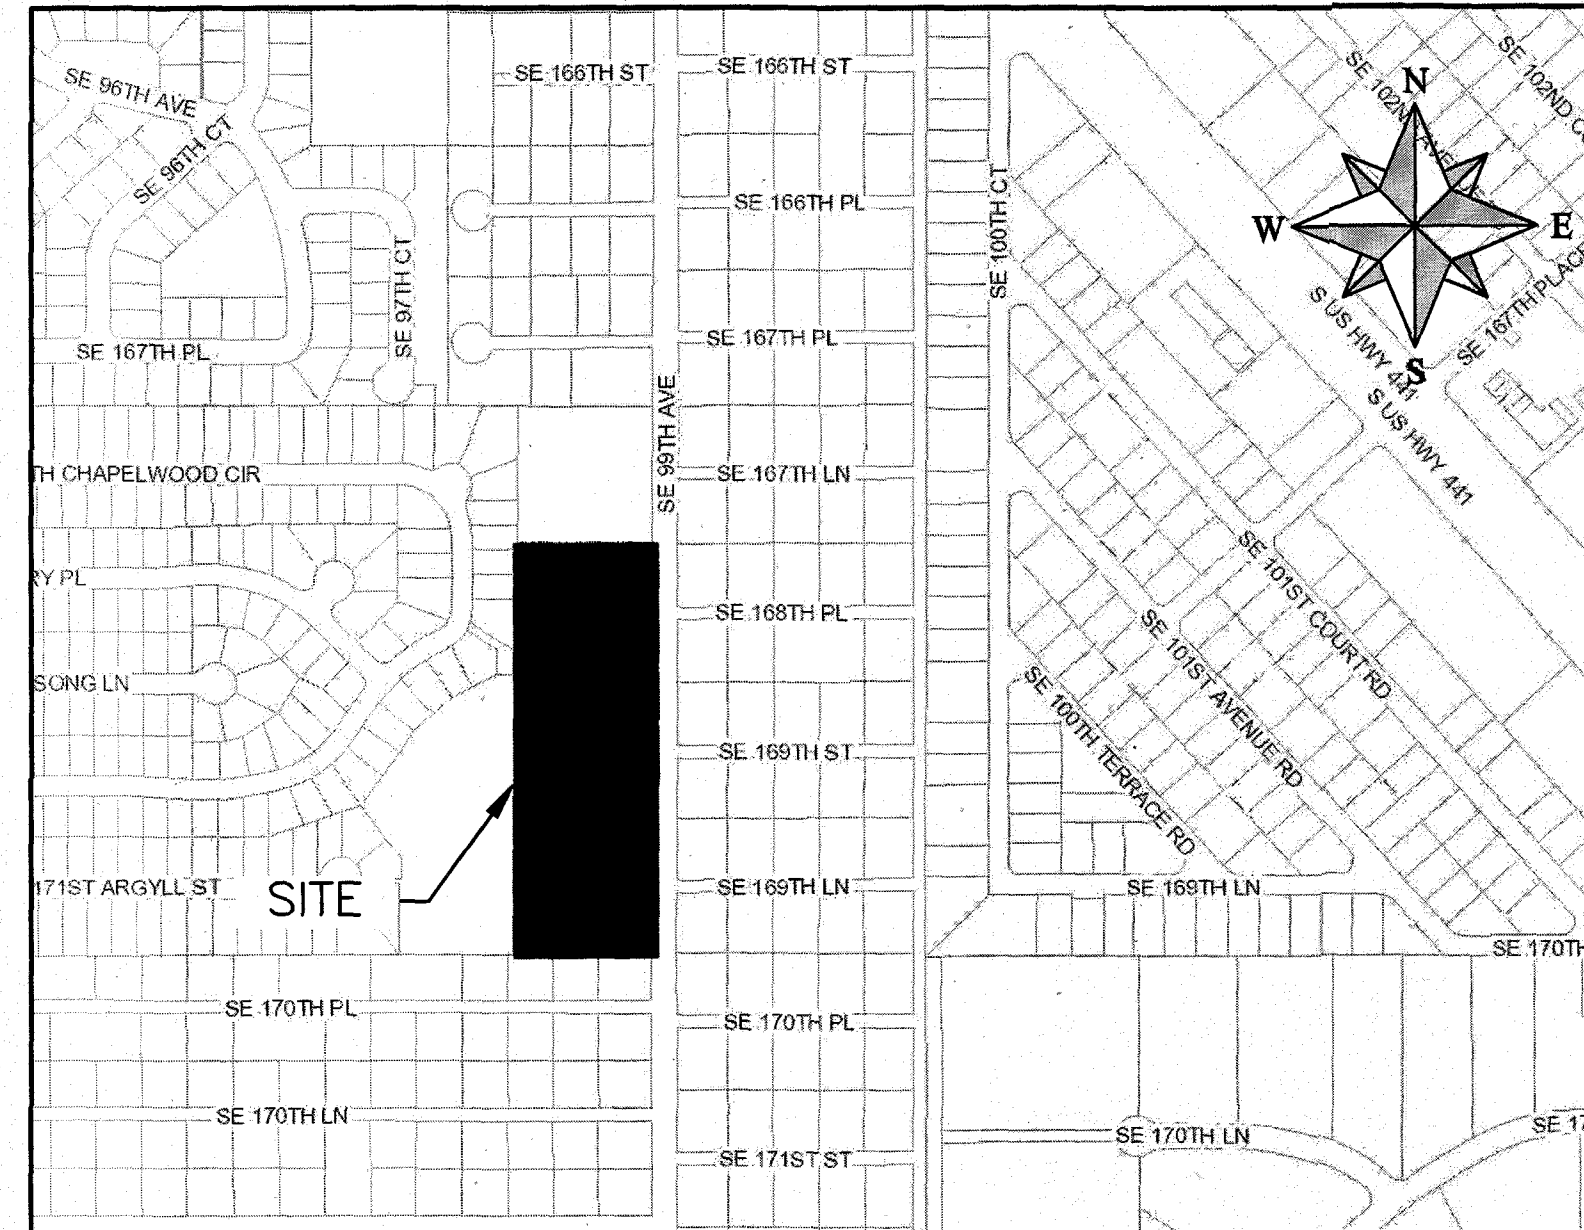 SE 96TH AVE
SE 96TH CT
SE 166TH ST
SE 166TH ST
SE 102ND C
N
W
E
S
SE 166TH PL
SE 100TH CT
SE 97TH CT
S US HWY 441
SE 167TH PLACE
SE 167TH PL
SE 167TH PL
S US HWY 441
SE 99TH AVE
TH CHAPELWOOD CIR
SE 167TH LN
RY PL
SE 168TH PL
SE 101ST COURT RD
SONG LN
SE 101ST AVENUE RD
SE 100TH TERRACE RD
SE 169TH ST
171ST ARGYLL ST
SITE
SE 169TH LN
SE 169TH LN
SE 170TH
SE 170TH PL
SE 170TH PL
SE 170TH LN
SE 170TH LN
SE 17
SE 171ST ST